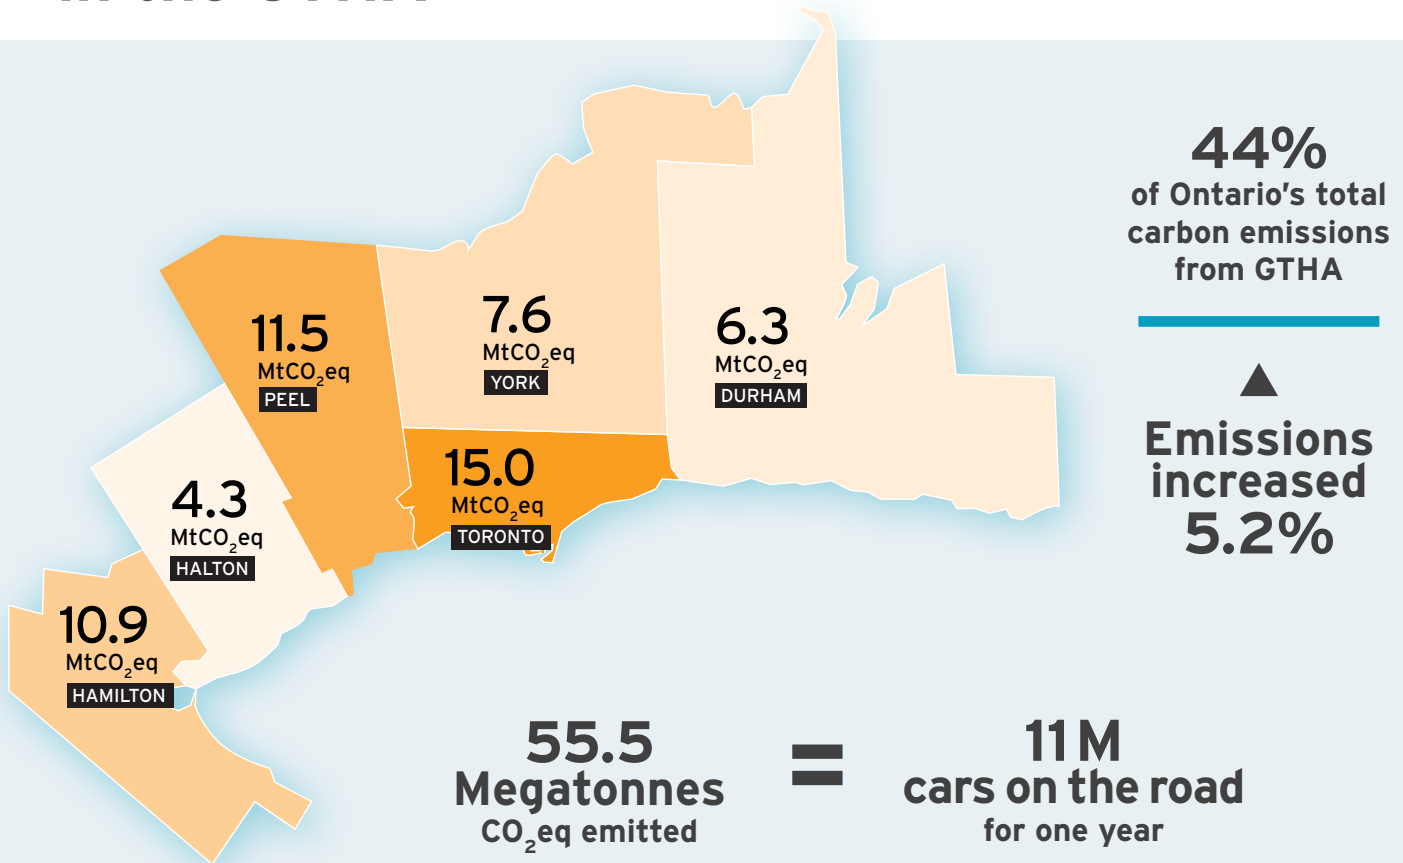 44%
of Ontario's total
carbon emissions
from GTHA
▲
Emissions
increased
5.2%
11.5
MtCO₂eq
PEEL
7.6
MtCO₂eq
YORK
6.3
MtCO₂eq
DURHAM
15.0
MtCO₂eq
TORONTO
4.3
MtCO₂eq
HALTON
10.9
MtCO₂eq
HAMILTON
55.5
Megatonnes
CO₂eq emitted
=
11 M
cars on the road
for one year